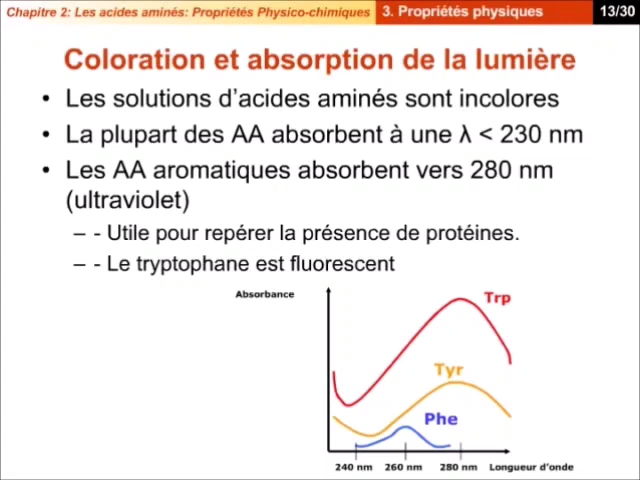 Chapitre 2: Les acides aminés: Propriétés Physico-chimiques
3. Propriétés physiques
13/30
Coloration et absorption de la lumière
• Les solutions d'acides aminés sont incolores
• La plupart des AA absorbent à une λ < 230 nm
• Les AA aromatiques absorbent vers 280 nm
(ultraviolet)
– - Utile pour repérer la présence de protéines.
– - Le tryptophane est fluorescent
Absorbance
Trp
Tyr
Phe
240 nm 260 nm 280 nm Longueur d'onde